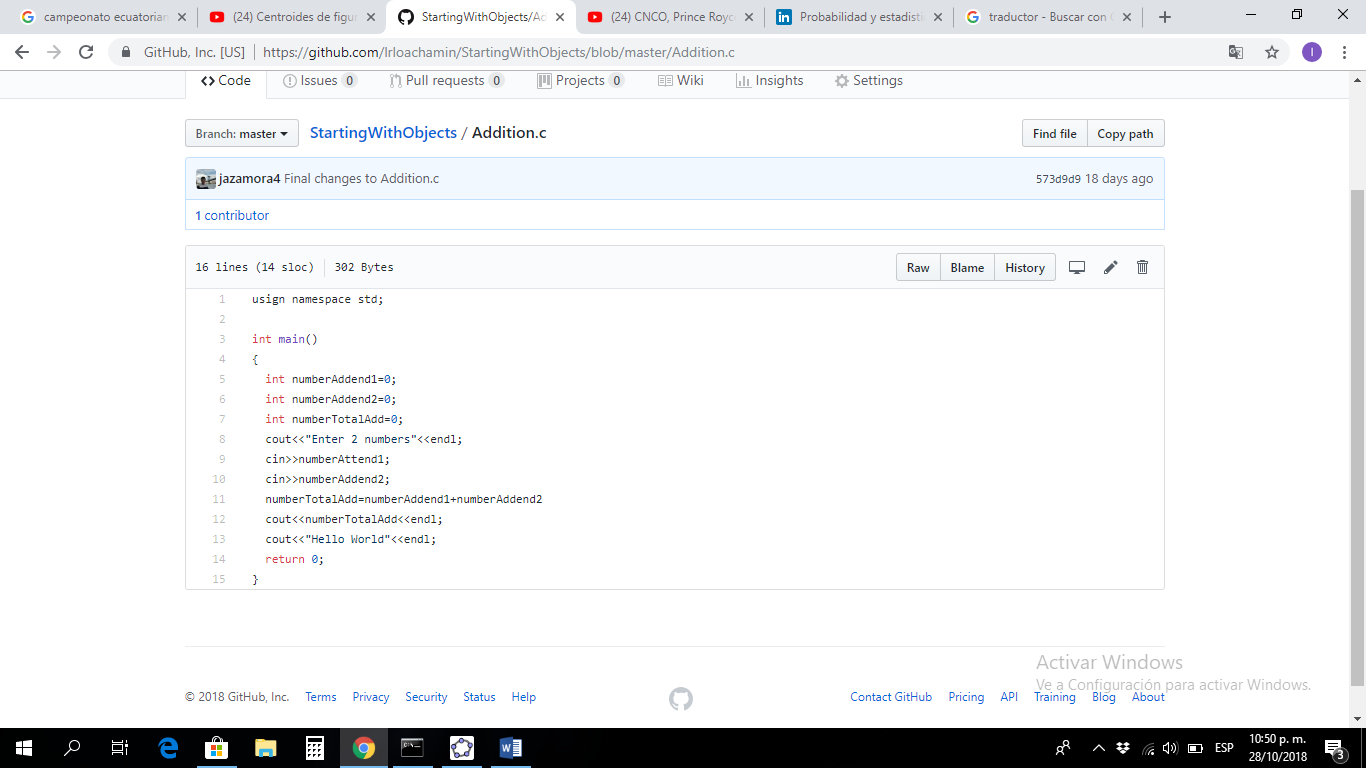 campeonato ecuatorian
(24) Centroides de figur
StartingWithObjects/Ad
(24) CNCO, Prince Royce
Probabilidad y estadísti
traductor - Buscar con G
GitHub, Inc. [US] | https://github.com/lrloachamin/StartingWithObjects/blob/master/Addition.c
I
Code Issues 0 Pull requests 0 Projects 0 Wiki Insights Settings
Branch: master StartingWithObjects / Addition.c Find file Copy path
jazamora4 Final changes to Addition.c 573d9d9 18 days ago
1 contributor
16 lines (14 sloc) 302 Bytes Raw Blame History
1 usign namespace std;
2
3 int main()
4 {
5 int numberAddend1=0;
6 int numberAddend2=0;
7 int numberTotalAdd=0;
8 cout<<"Enter 2 numbers"<<endl;
9 cin>>numberAttend1;
10 cin>>numberAddend2;
11 numberTotalAdd=numberAddend1+numberAddend2
12 cout<<numberTotalAdd<<endl;
13 cout<<"Hello World"<<endl;
14 return 0;
15 }
Activar Windows
Ve a Configuración para activar Windows.
© 2018 GitHub, Inc. Terms Privacy Security Status Help Contact GitHub Pricing API Training Blog About
ESP
10:50 p. m.
28/10/2018
3